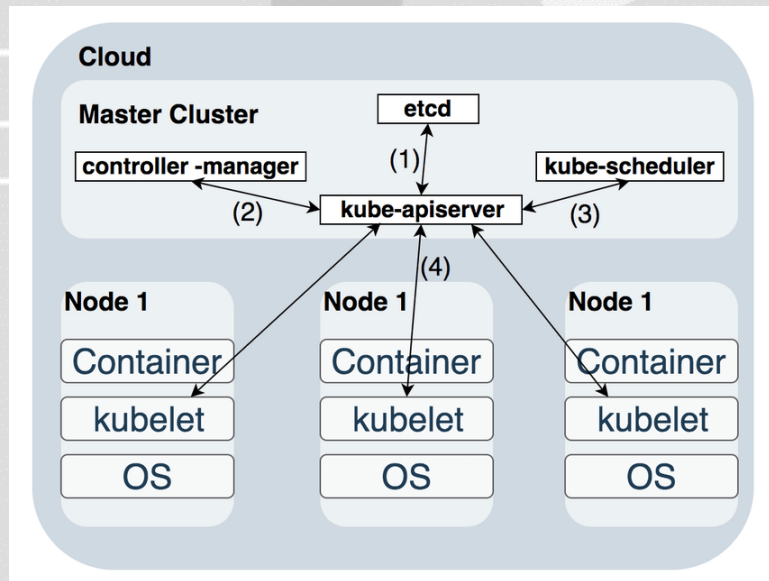 Cloud
Master Cluster
etcd
(1)
controller -manager
kube-scheduler
(2)
kube-apiserver
(3)
(4)
Node 1
Node 1
Node 1
Container
Container
Container
kubelet
kubelet
kubelet
OS
OS
OS